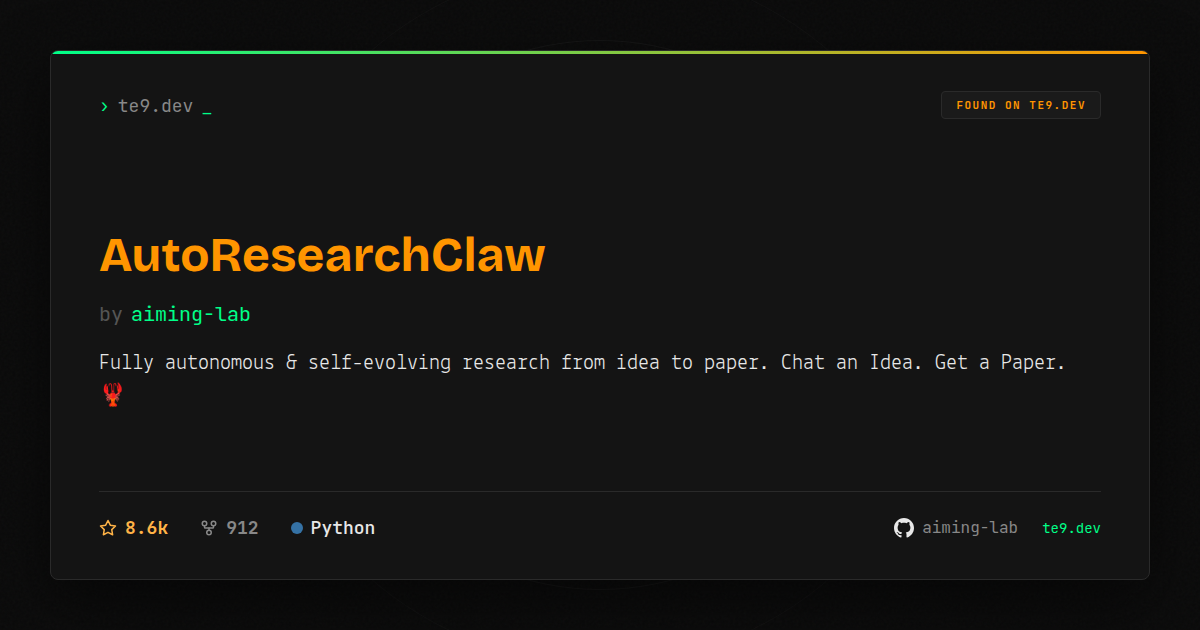 › te9.dev _
FOUND ON TE9.DEV
AutoResearchClaw
by aiming-lab
Fully autonomous & self-evolving research from idea to paper. Chat an Idea. Get a Paper.
🦞
8.6k 912 Python
aiming-lab te9.dev